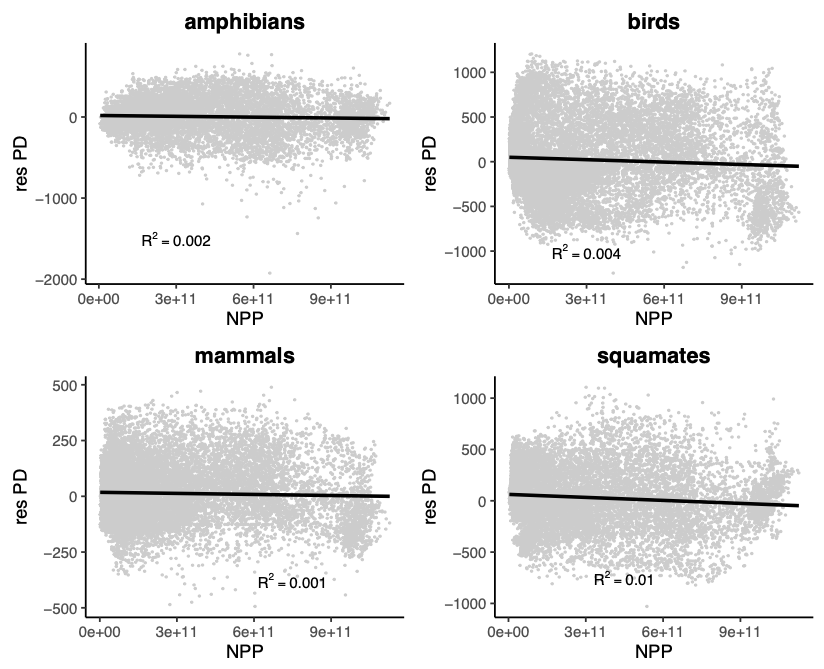 amphibians
0
−1000
−2000
res PD
R² = 0.002
0e+00 3e+11 6e+11 9e+11
NPP
birds
1000
500
0
−500
−1000
res PD
R² = 0.004
0e+00 3e+11 6e+11 9e+11
NPP
mammals
500
250
0
−250
−500
res PD
R² = 0.001
0e+00 3e+11 6e+11 9e+11
NPP
squamates
1000
500
0
−500
−1000
res PD
R² = 0.01
0e+00 3e+11 6e+11 9e+11
NPP